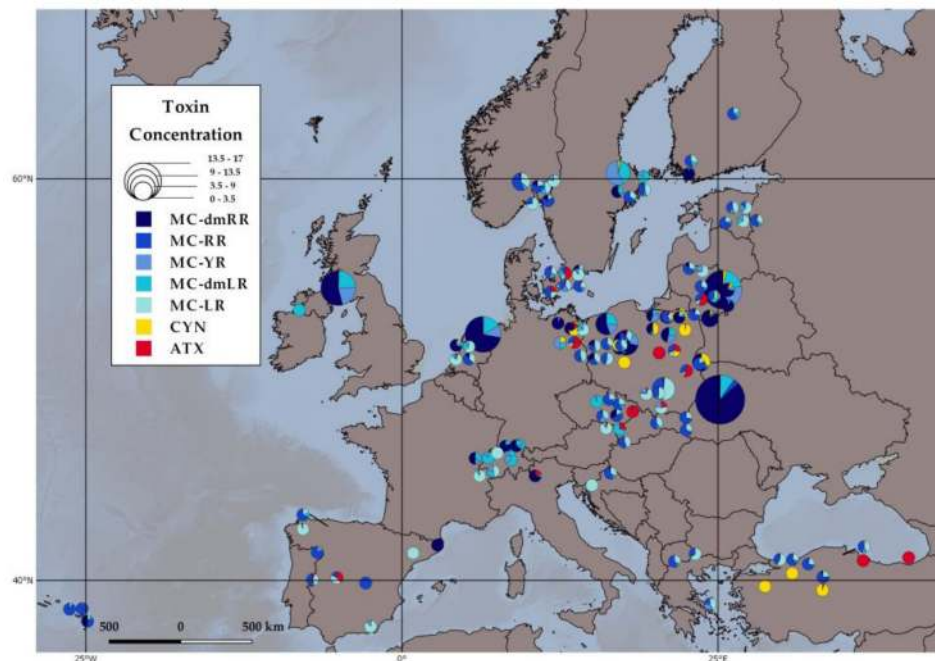 Toxin
Concentration
13.5 - 17
9 - 13.5
3.5 - 9
0 - 3.5
MC-dmRR
MC-RR
MC-YR
MC-dmLR
MC-LR
CYN
ATX
60°N
40°N
500 0 500 km
25°W 0° 25°E